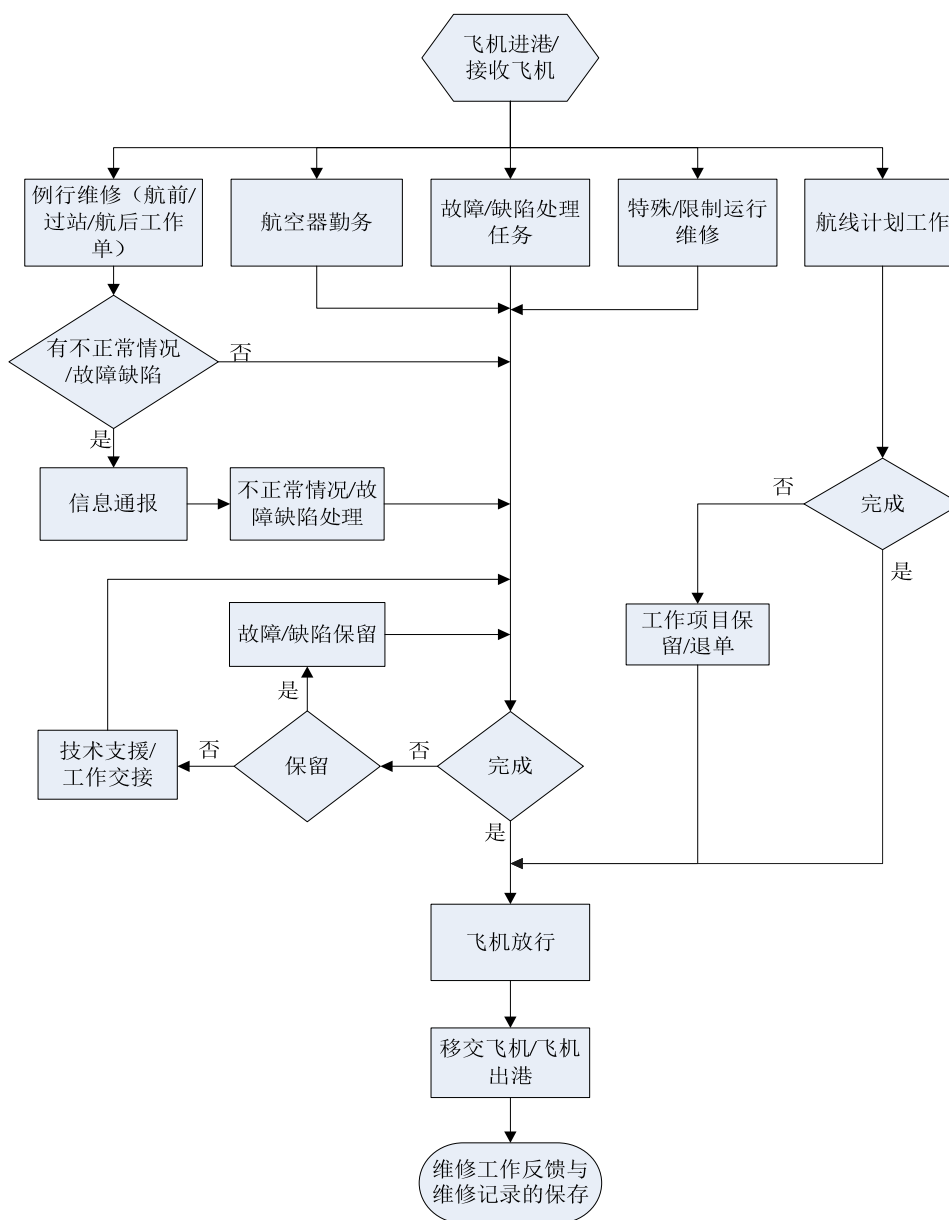 飞机进港/
接收飞机
例行维修（航前/
过站/航后工作
单）
航空器勤务
故障/缺陷处理
任务
特殊/限制运行
维修
航线计划工作
有不正常情况
/故障缺陷
否
是
信息通报
不正常情况/故
障缺陷处理
否
完成
是
工作项目保
留/退单
故障/缺陷保留
是
技术支援/
工作交接
否
保留
否
完成
是
飞机放行
移交飞机/飞机
出港
维修工作反馈与
维修记录的保存